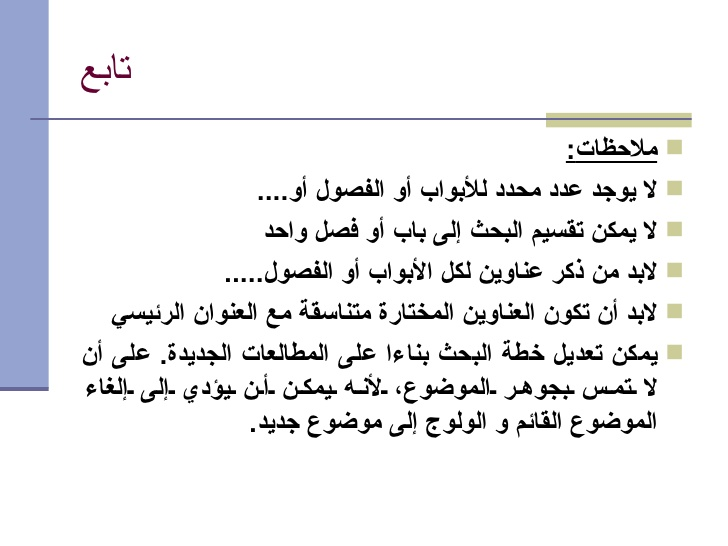 تابع
ملاحظات:
لا يوجد عدد محدد للأبواب أو الفصول أو....
لا يمكن تقسيم البحث إلى باب أو فصل واحد
لابد من ذكر عناوين لكل الأبواب أو الفصول.....
لابد أن تكون العناوين المختارة متناسقة مع العنوان الرئيسي
يمكن تعديل خطة البحث بناءا على المطالعات الجديدة. على أن
لا تمس بجوهر الموضوع، لأنه يمكن أن يؤدي إلى إلغاء
الموضوع القائم و الولوج إلى موضوع جديد.